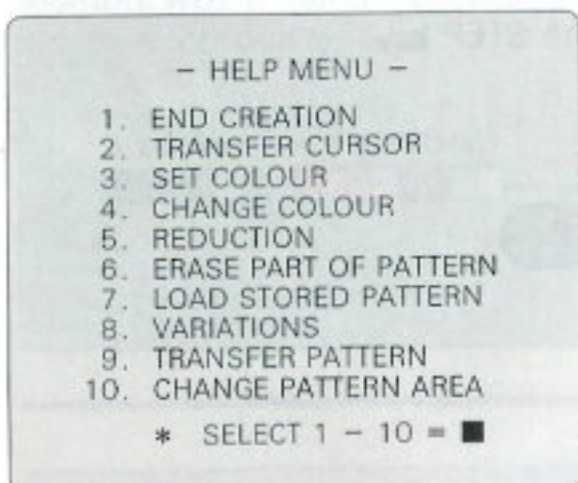 STEP
– HELP MENU –
1. END CREATION
2. TRANSFER CURSOR
3. SET COLOUR
4. CHANGE COLOUR
5. REDUCTION
6. ERASE PART OF PATTERN
7. LOAD STORED PATTERN
8. VARIATIONS
9. TRANSFER PATTERN
10. CHANGE PATTERN AREA
* SELECT 1 – 10 = ■